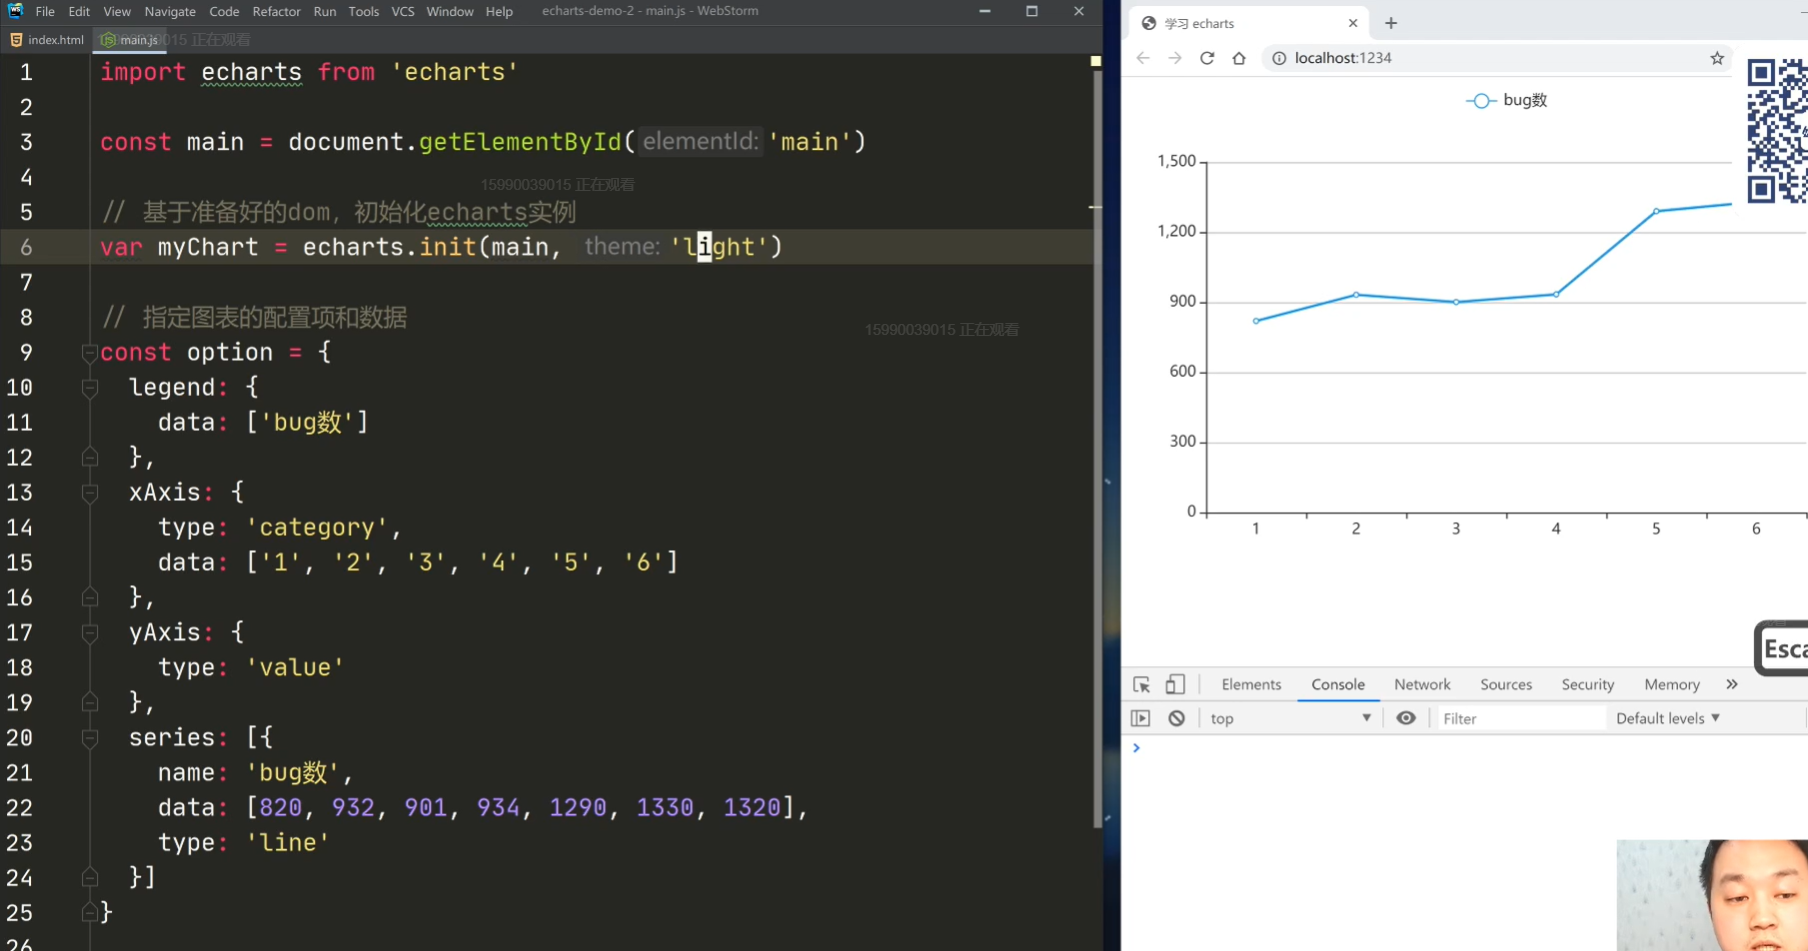 File Edit View Navigate Code Refactor Run Tools VCS Window Help echarts-demo-2 - main.js - WebStorm
index.html main.js 15990039015 正在观看
1 import echarts from 'echarts'
2
3 const main = document.getElementById( elementId: 'main')
4
15990039015 正在观看
5 // 基于准备好的dom，初始化echarts实例
6 var myChart = echarts.init(main, theme: 'light')
7
8 // 指定图表的配置项和数据
15990039015 正在观看
9 const option = {
10 legend: {
11 data: ['bug数']
12 },
13 xAxis: {
14 type: 'category',
15 data: ['1', '2', '3', '4', '5', '6']
16 },
17 yAxis: {
18 type: 'value'
19 },
20 series: [{
21 name: 'bug数',
22 data: [820, 932, 901, 934, 1290, 1330, 1320],
23 type: 'line'
24 }]
25 }
26
学习 echarts
localhost:1234
bug数
1,500
1,200
900
600
300
0
1 2 3 4 5 6
Esca
Elements Console Network Sources Security Memory »
top Filter Default levels